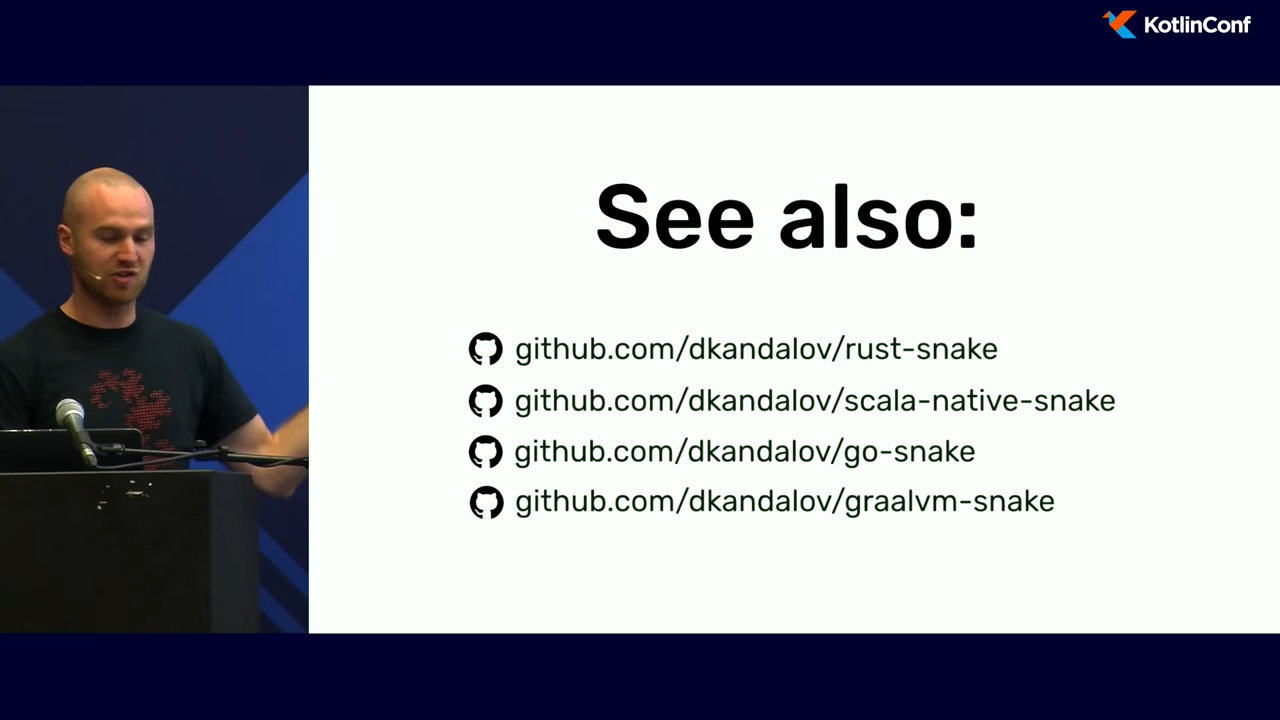 KotlinConf
See also:
github.com/dkandalov/rust-snake
github.com/dkandalov/scala-native-snake
github.com/dkandalov/go-snake
github.com/dkandalov/graalvm-snake